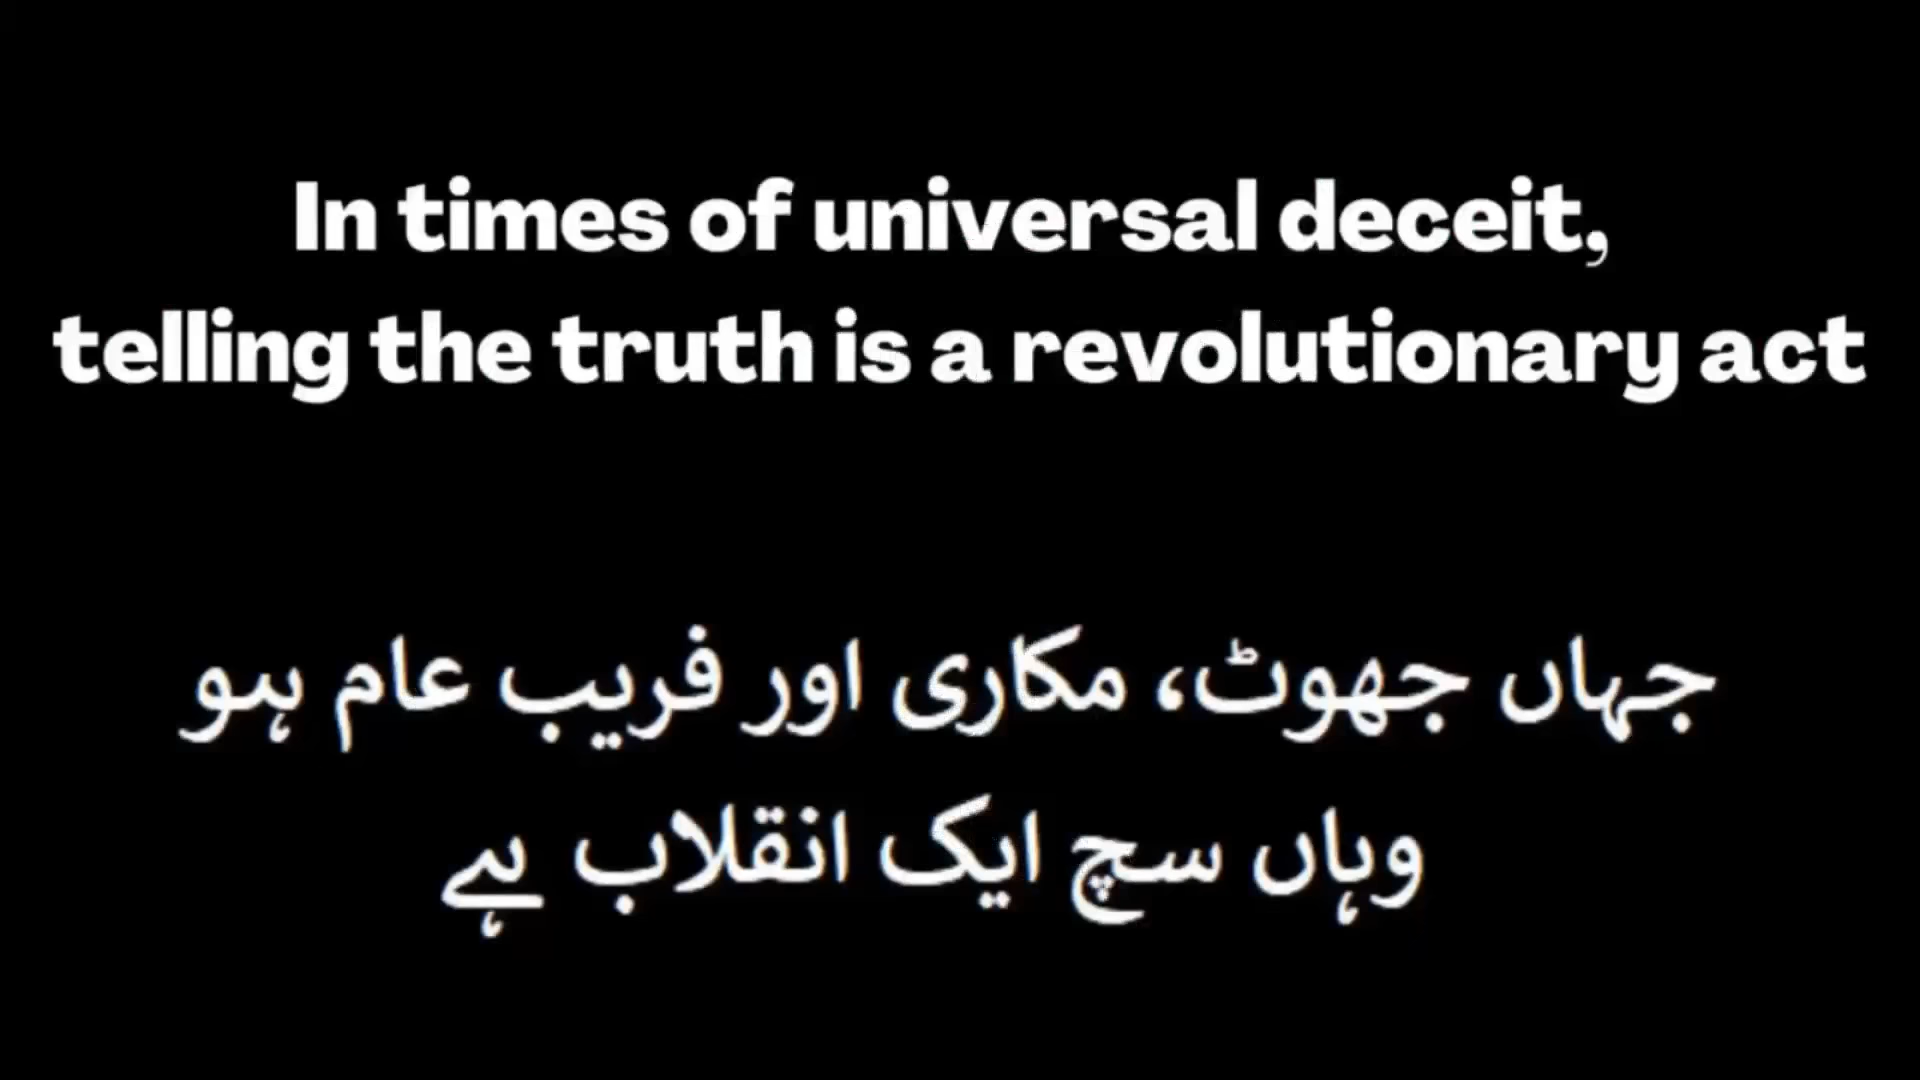 In times of universal deceit,
telling the truth is a revolutionary act
جہاں جھوٹ، مکاری اور فریب عام ہو
وہاں سچ ایک انقلاب ہے